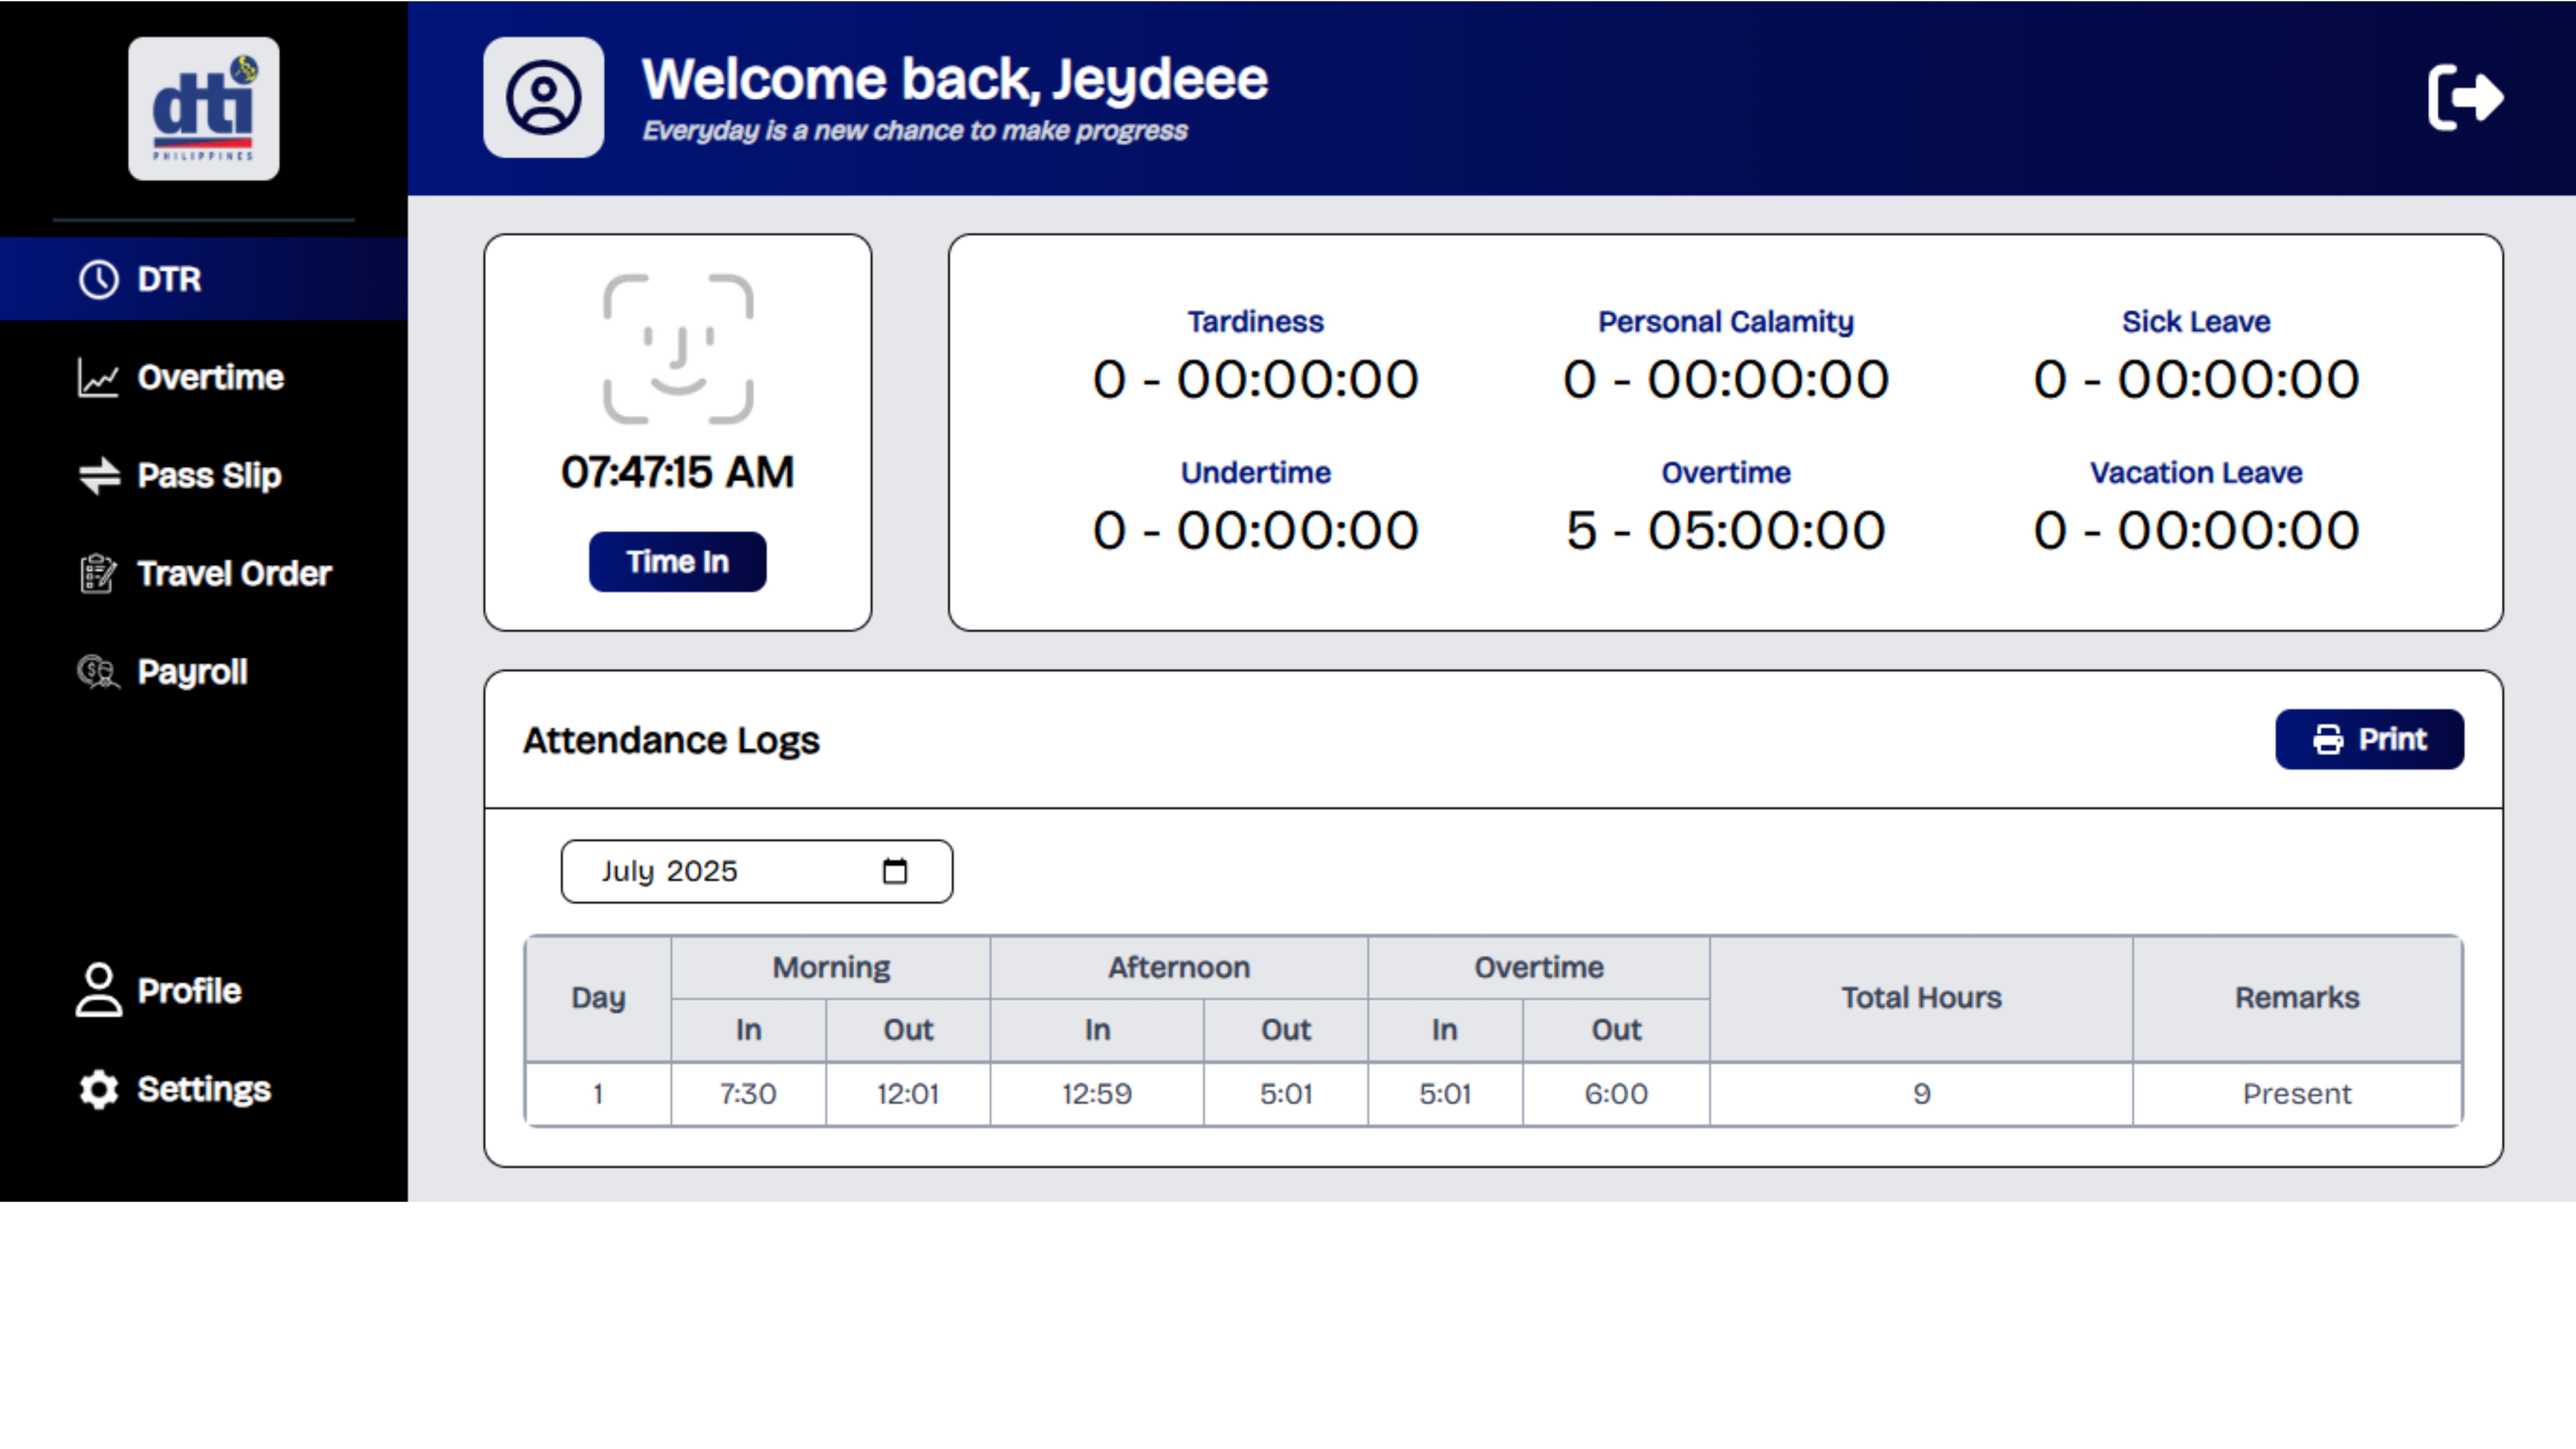 dti
PHILIPPINES
Welcome back, Jeydeee
Everyday is a new chance to make progress
DTR
Overtime
Pass Slip
Travel Order
Payroll
Profile
Settings
07:47:15 AM
Time In
Tardiness Personal Calamity Sick Leave
0 - 00:00:00 0 - 00:00:00 0 - 00:00:00
Undertime Overtime Vacation Leave
0 - 00:00:00 5 - 05:00:00 0 - 00:00:00
Attendance Logs Print
July 2025
Day Morning Afternoon Overtime Total Hours Remarks
In Out In Out In Out
1 7:30 12:01 12:59 5:01 5:01 6:00 9 Present